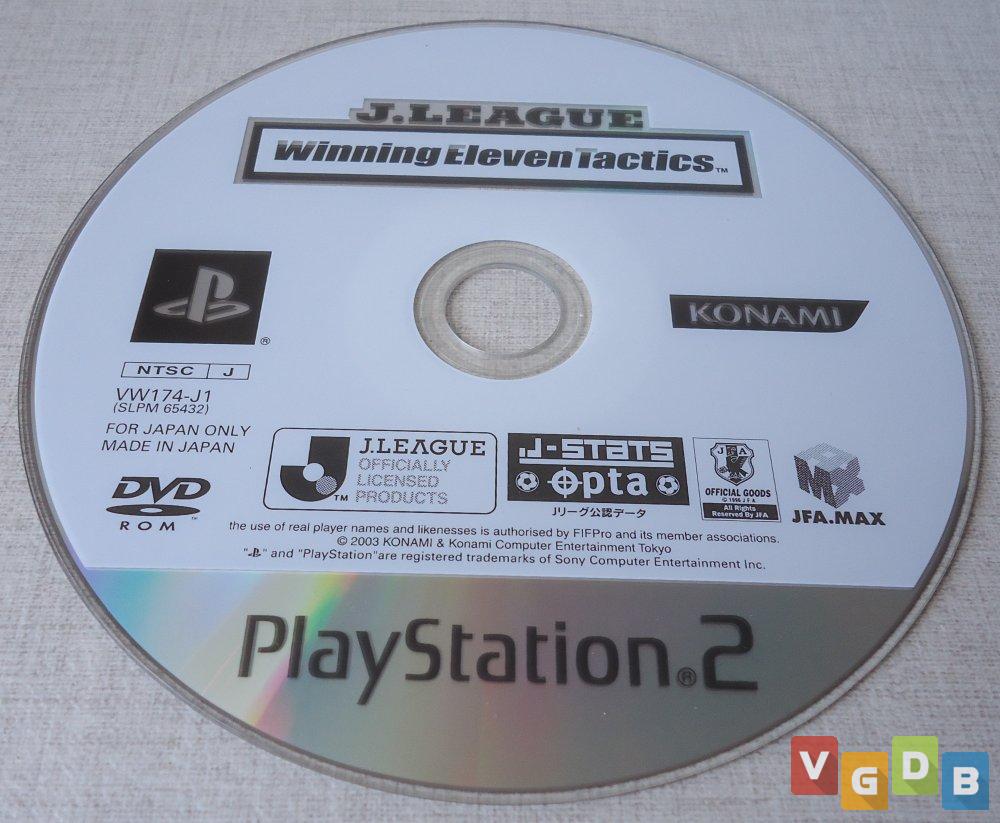 J.LEAGUE
Winning Eleven Tactics™
®
KONAMI
NTSC J
VW174-J1
(SLPM 65432)
FOR JAPAN ONLY
MADE IN JAPAN
DVD™
ROM
J.LEAGUE
OFFICIALLY
LICENSED
PRODUCTS
TM
J-STATS
opta
Jリーグ公認データ
JFA
OFFICIAL GOODS
© 1996 J F A
All Rights
Reserved By JFA
JFA.MAX
the use of real player names and likenesses is authorised by FIFPro and its member associations.
© 2003 KONAMI & Konami Computer Entertainment Tokyo
" " and "PlayStation"are registered trademarks of Sony Computer Entertainment Inc.
PlayStation®2
VGDB